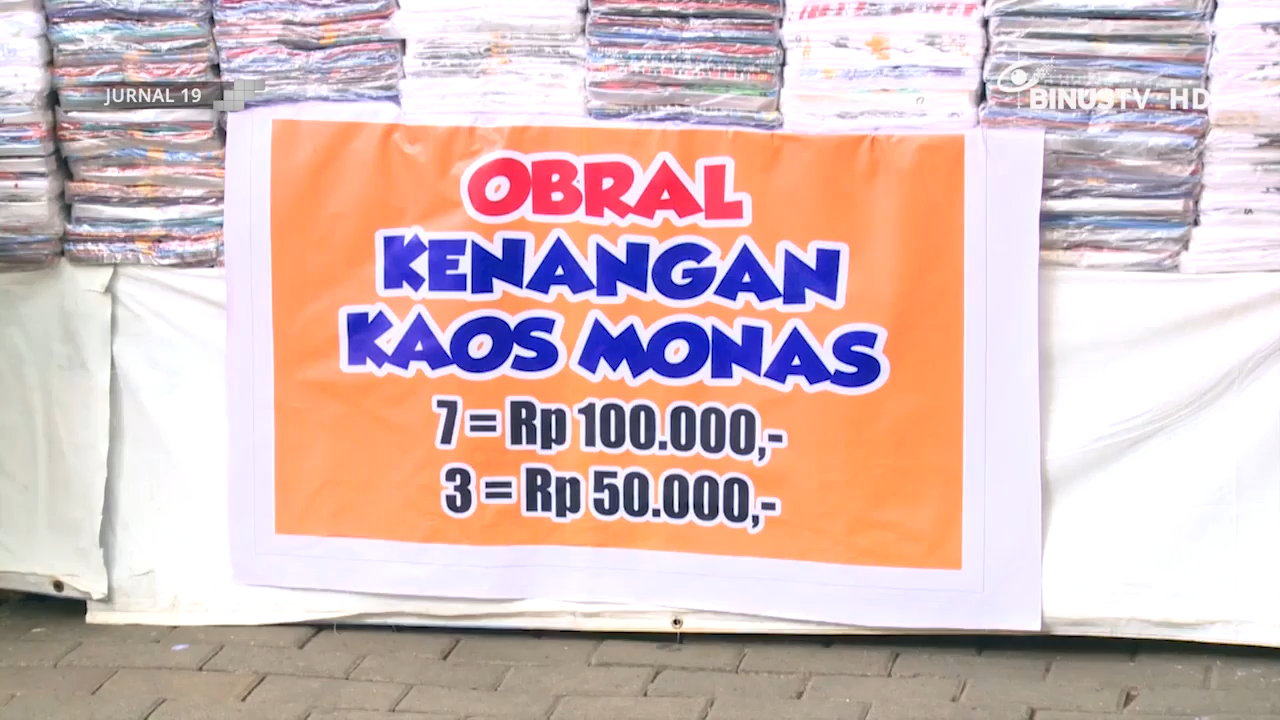 JURNAL 19
BINUSTV HD
OBRAL
KENANGAN
KAOS MONAS
7 = Rp 100.000,-
3 = Rp 50.000,-